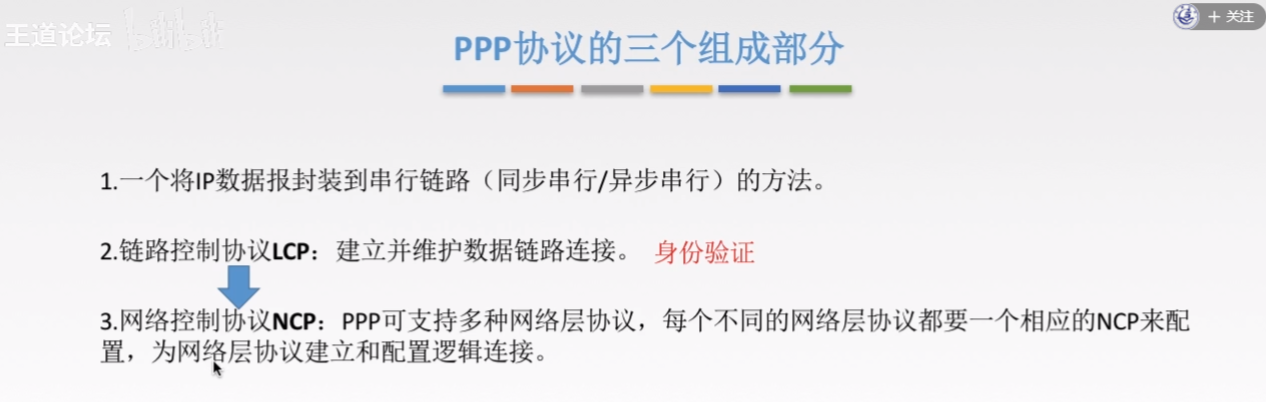 王道论坛
bilibili
+ 关注
PPP协议的三个组成部分
1.一个将IP数据报封装到串行链路（同步串行/异步串行）的方法。
2.链路控制协议LCP：建立并维护数据链路连接。 身份验证
3.网络控制协议NCP：PPP可支持多种网络层协议，每个不同的网络层协议都要一个相应的NCP来配
置，为网络层协议建立和配置逻辑连接。